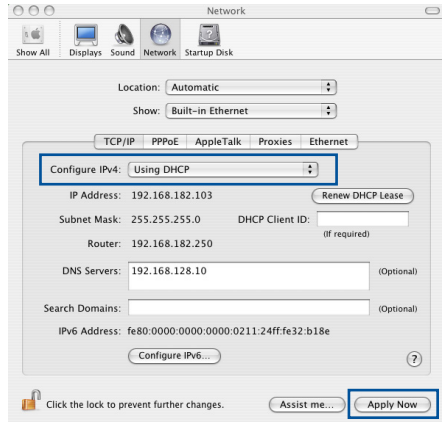 Network
Show All Displays Sound Network Startup Disk
Location: Automatic
Show: Built-in Ethernet
TCP/IP PPPoE AppleTalk Proxies Ethernet
Configure IPv4: Using DHCP
IP Address: 192.168.182.103 Renew DHCP Lease
Subnet Mask: 255.255.255.0 DHCP Client ID:
(If required)
Router: 192.168.182.250
DNS Servers: 192.168.128.10 (Optional)
Search Domains: (Optional)
IPv6 Address: fe80:0000:0000:0000:0211:24ff:fe32:b18e
Configure IPv6... ?
Click the lock to prevent further changes. Assist me... Apply Now